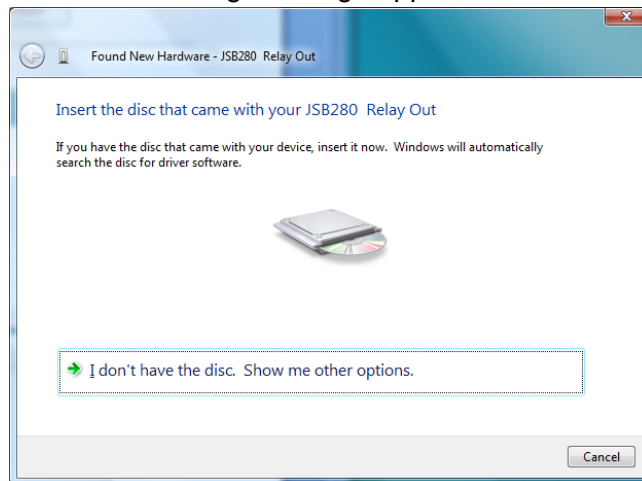 Found New Hardware - JSB280 Relay Out
Insert the disc that came with your JSB280 Relay Out
If you have the disc that came with your device, insert it now. Windows will automatically
search the disc for driver software.
I don't have the disc. Show me other options.
Cancel